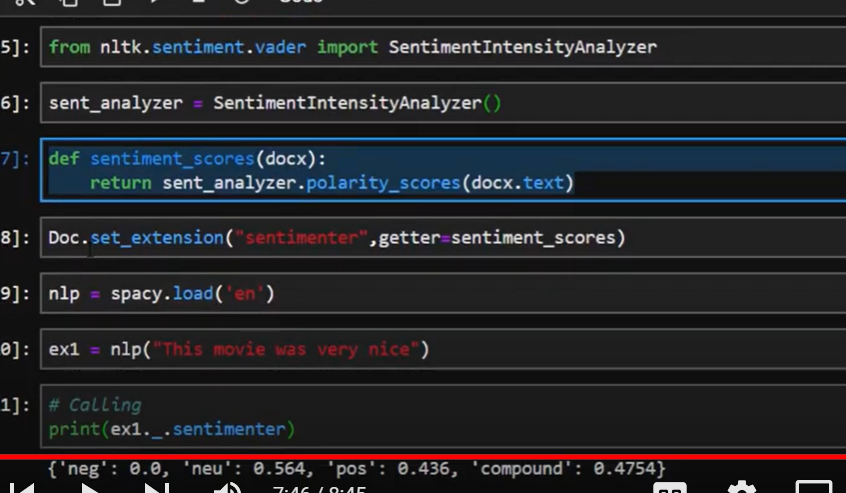 5]: from nltk.sentiment.vader import SentimentIntensityAnalyzer
6]: sent_analyzer = SentimentIntensityAnalyzer()
7]: def sentiment_scores(docx):
return sent_analyzer.polarity_scores(docx.text)
8]: Doc.set_extension("sentimenter",getter=sentiment_scores)
9]: nlp = spacy.load('en')
0]: ex1 = nlp("This movie was very nice")
1]: # Calling
print(ex1._.sentimenter)
{'neg': 0.0, 'neu': 0.564, 'pos': 0.436, 'compound': 0.4754}
7:46 / 8:45